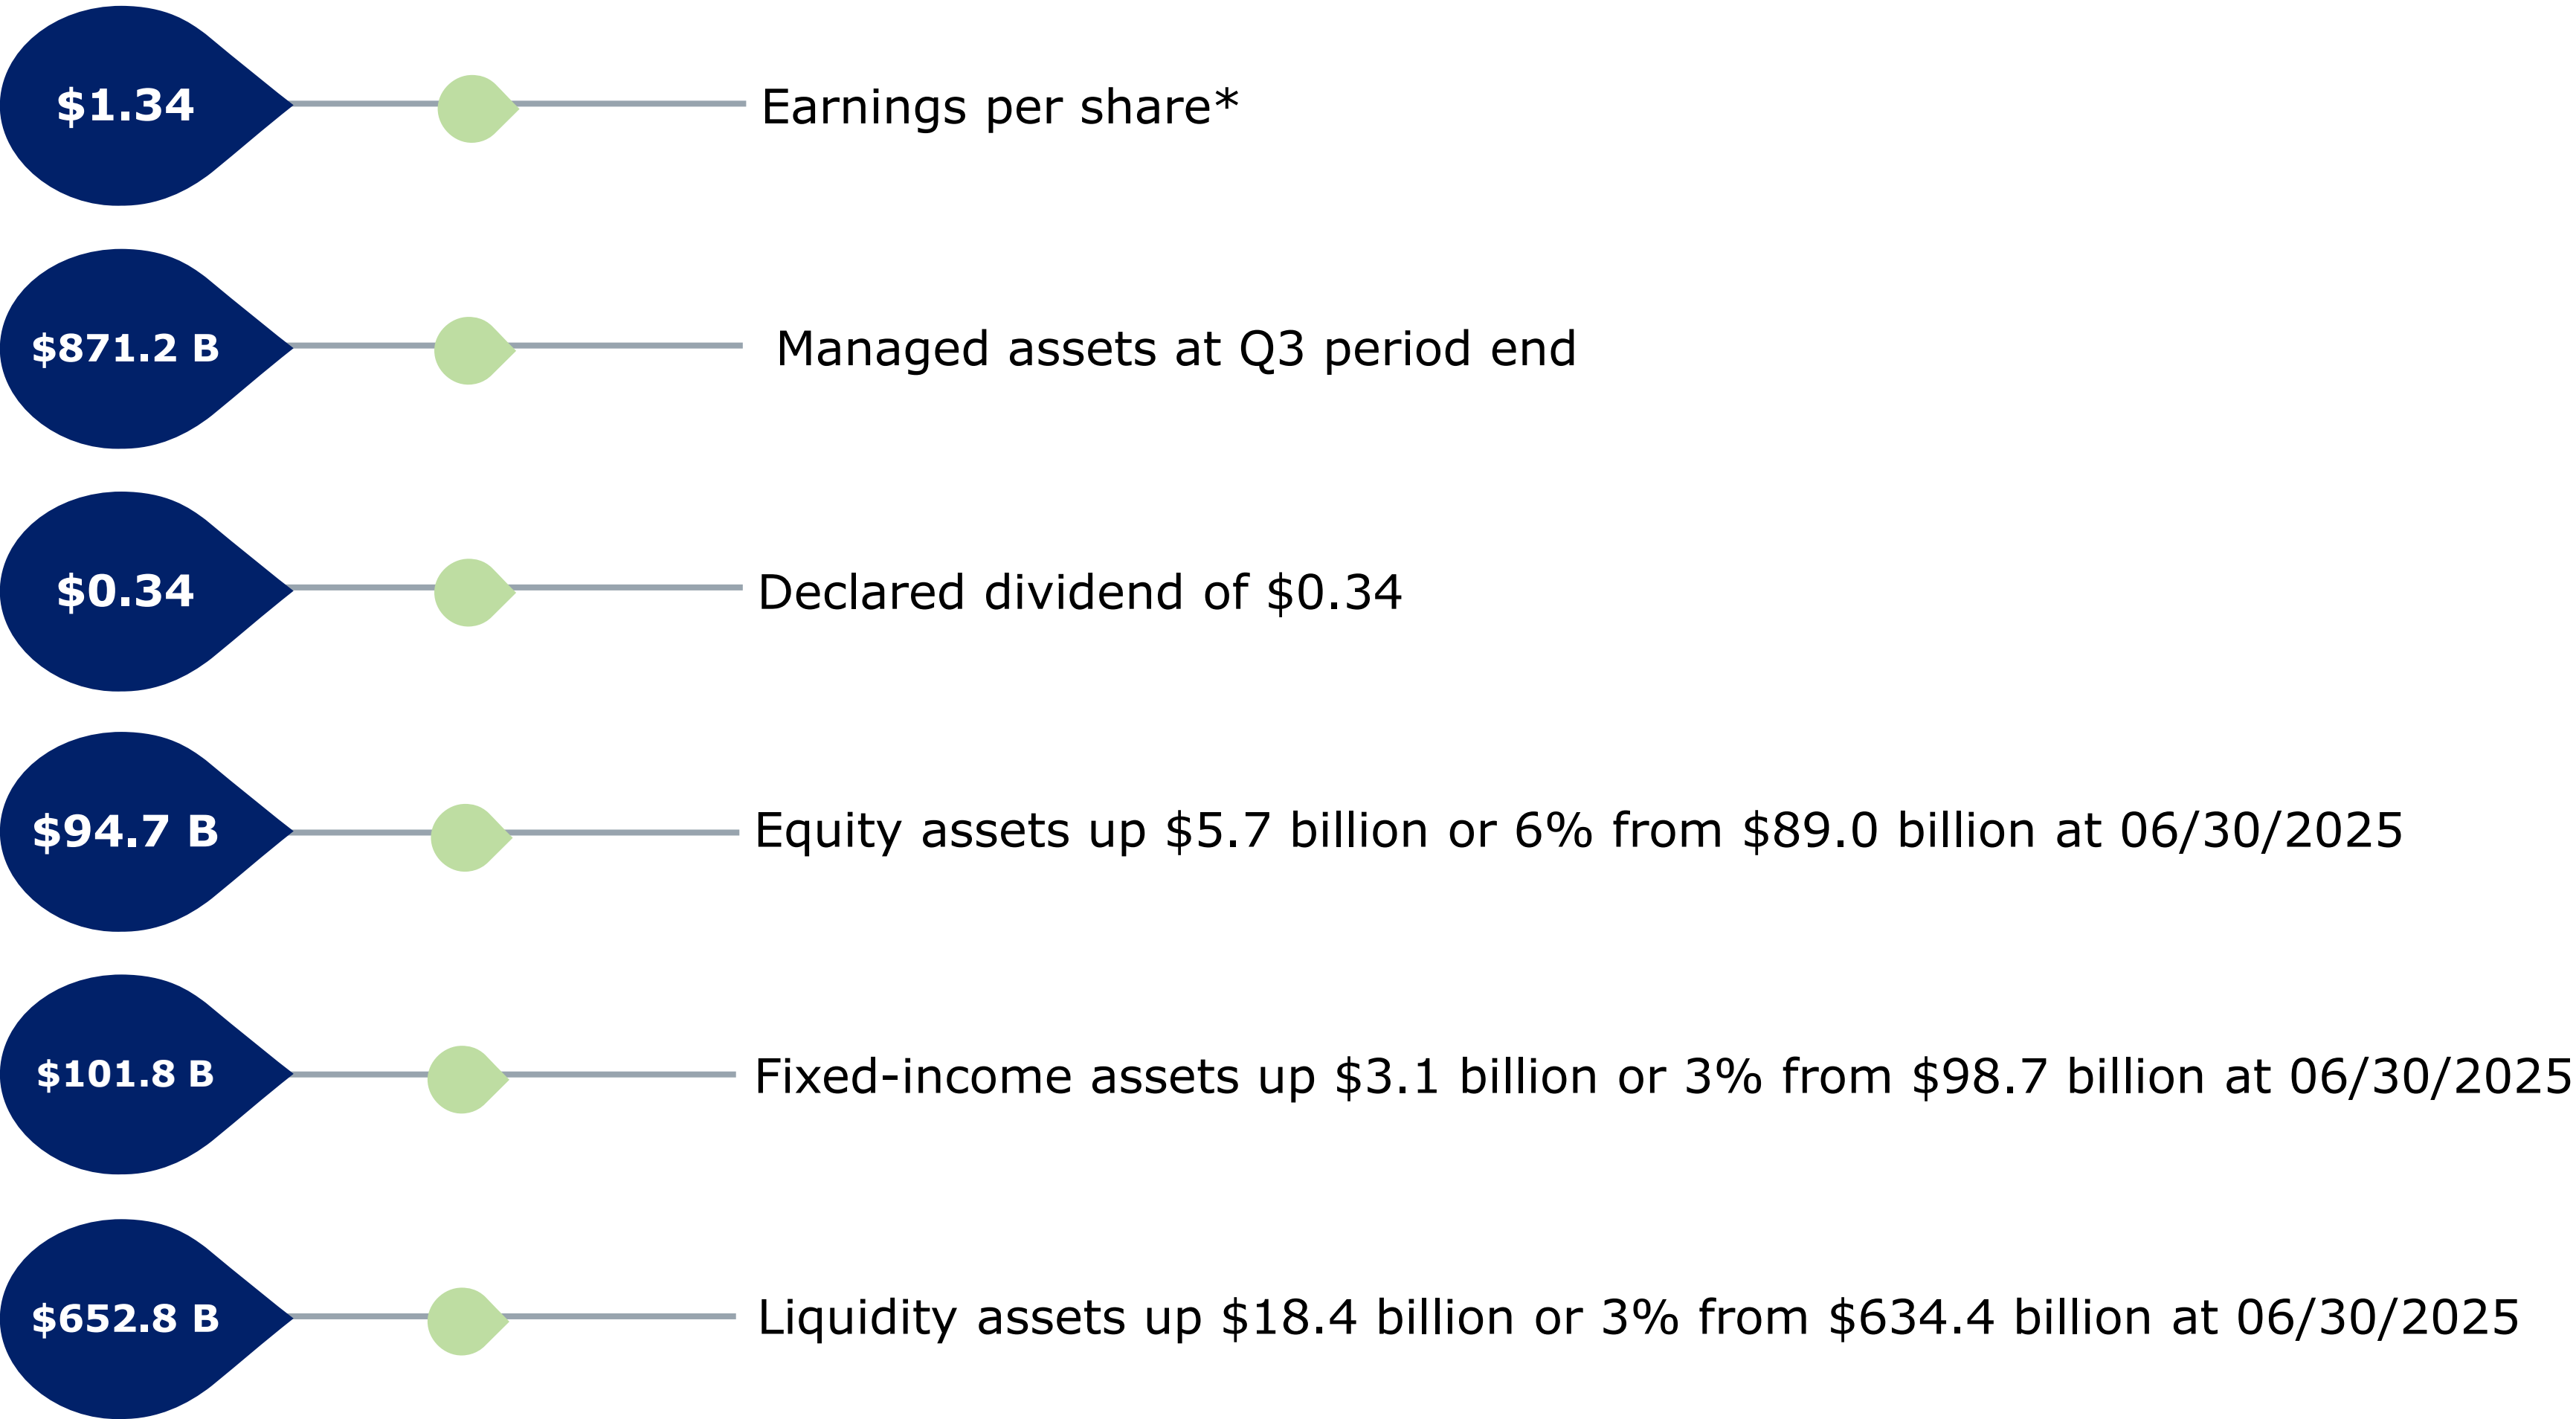 $1.34 Earnings per share*
$871.2 B Managed assets at Q3 period end
$0.34 Declared dividend of $0.34
$94.7 B Equity assets up $5.7 billion or 6% from $89.0 billion at 06/30/2025
$101.8 B Fixed-income assets up $3.1 billion or 3% from $98.7 billion at 06/30/2025
$652.8 B Liquidity assets up $18.4 billion or 3% from $634.4 billion at 06/30/2025